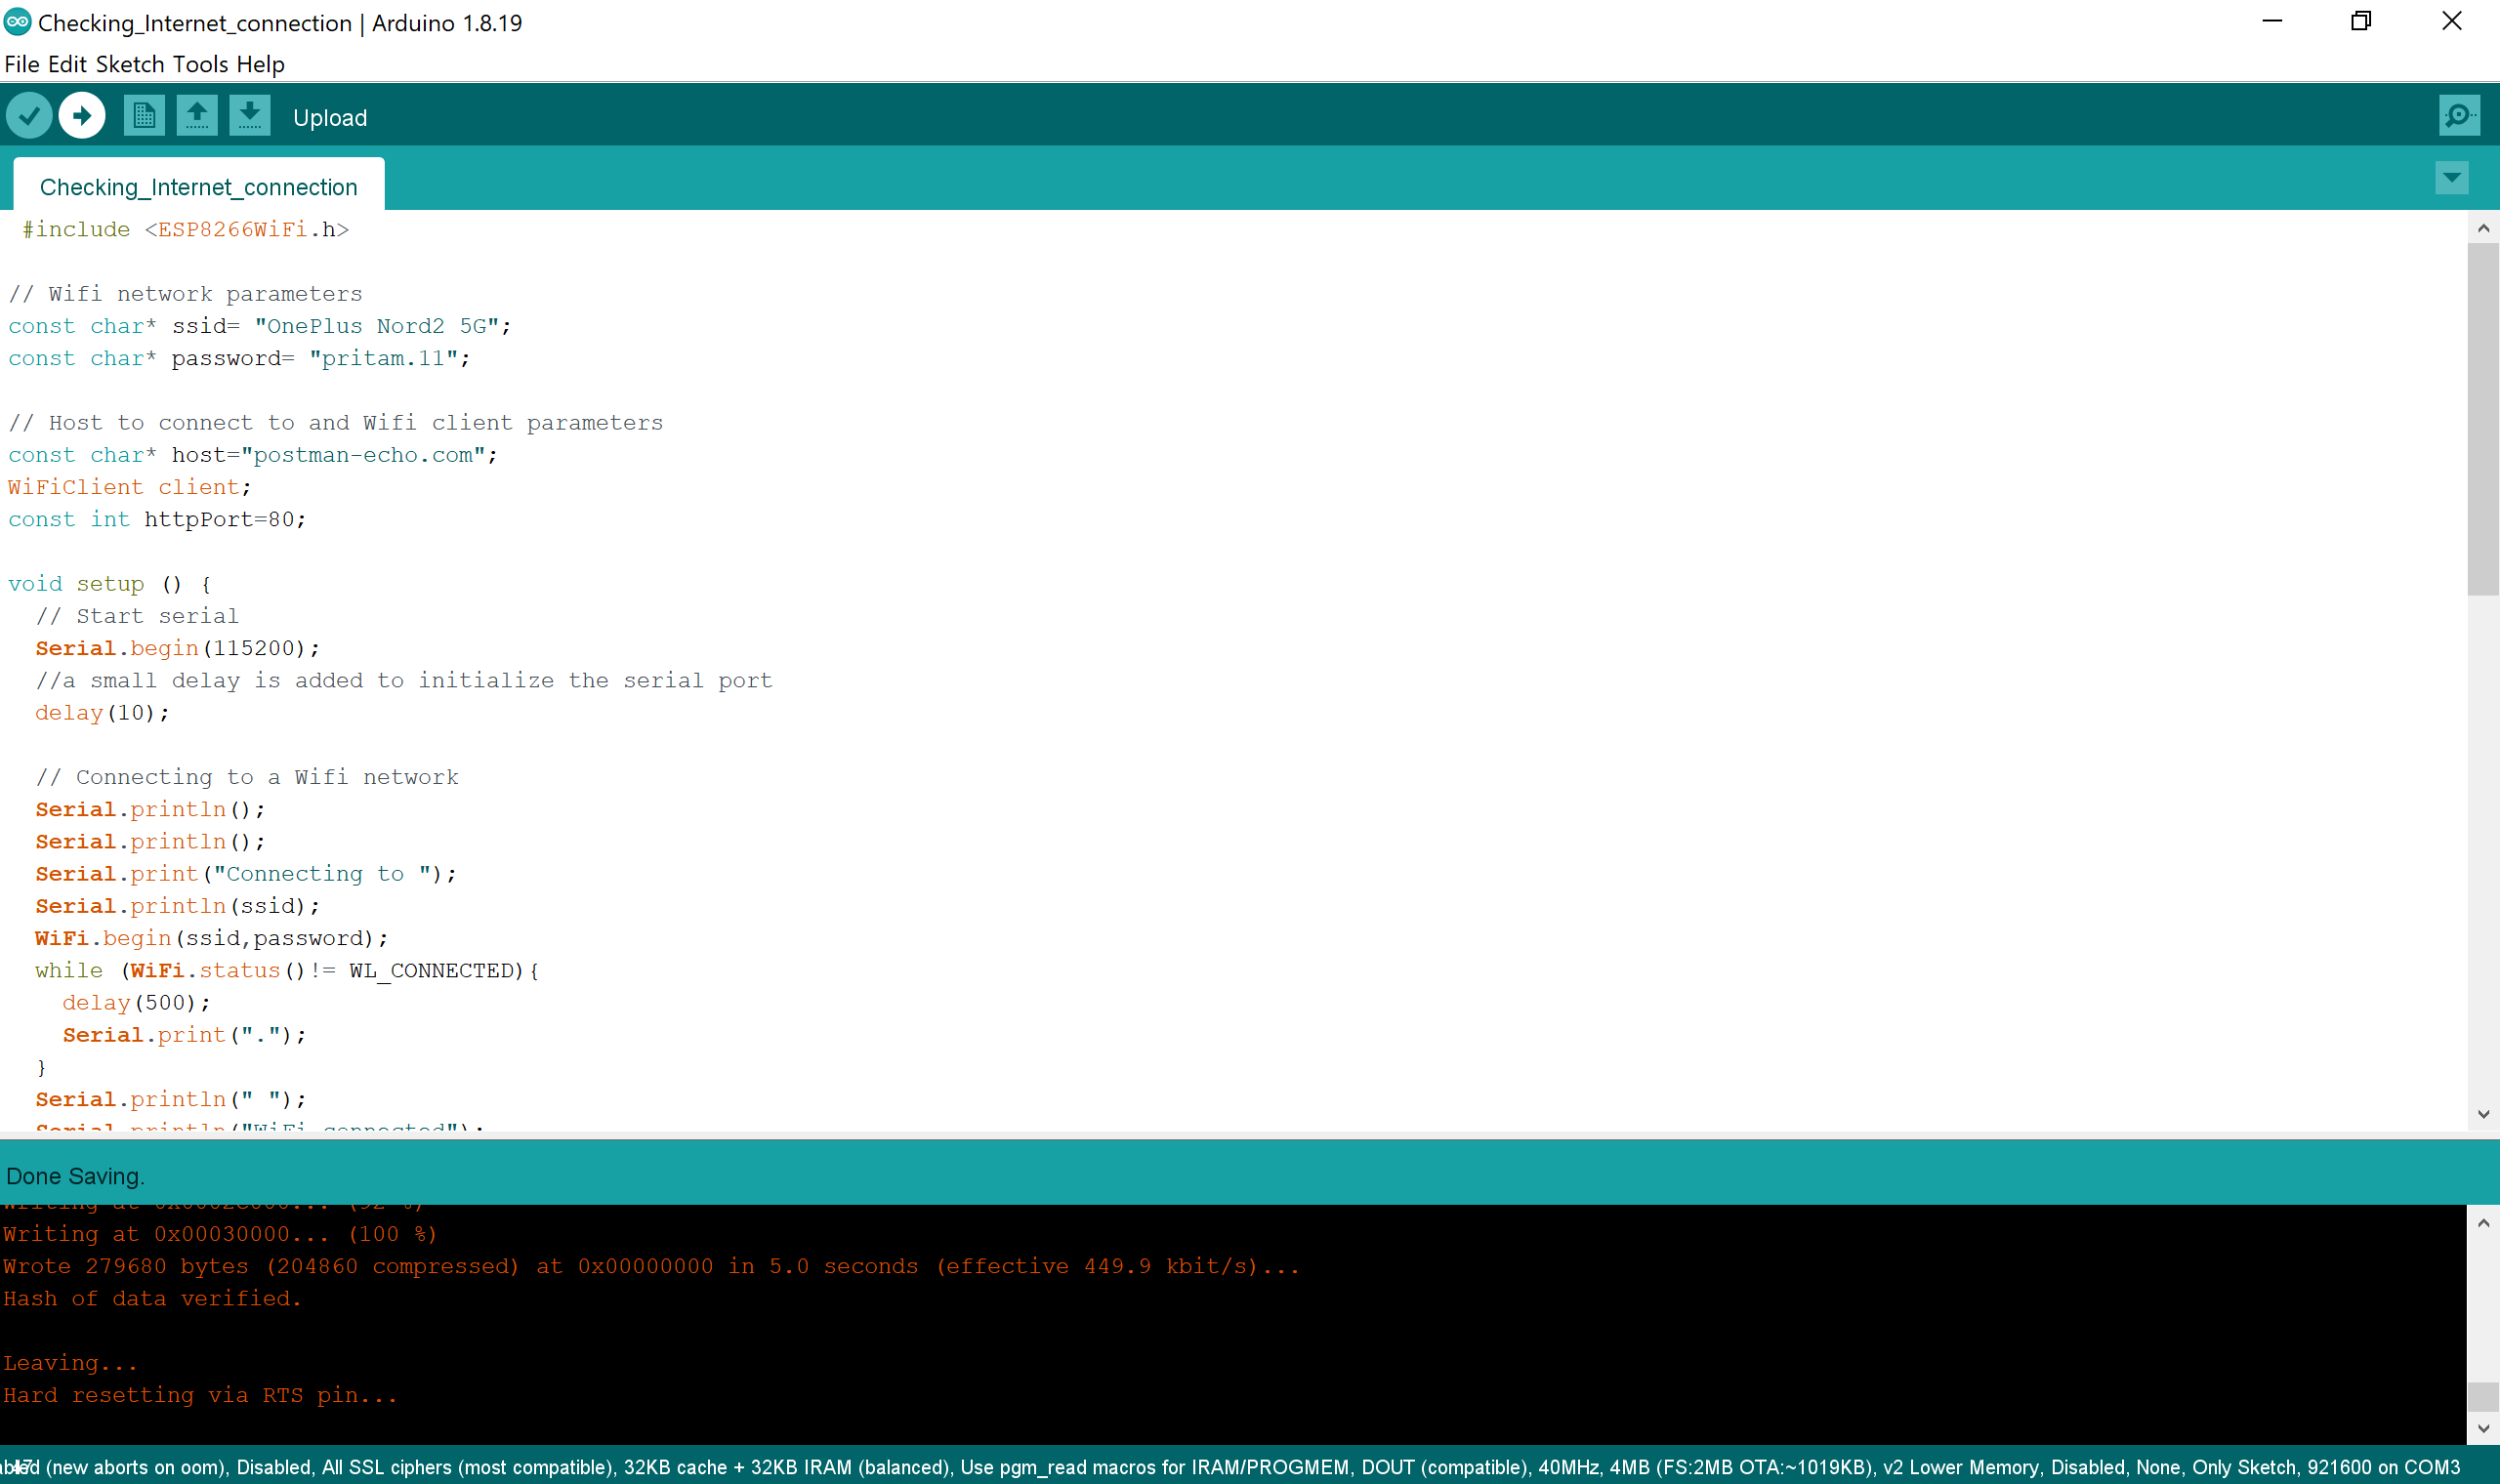 Checking_Internet_connection | Arduino 1.8.19
File Edit Sketch Tools Help
Upload
Checking_Internet_connection
#include <ESP8266WiFi.h>
// Wifi network parameters
const char* ssid= "OnePlus Nord2 5G";
const char* password= "pritam.11";
// Host to connect to and Wifi client parameters
const char* host="postman-echo.com";
WiFiClient client;
const int httpPort=80;
void setup () {
// Start serial
Serial.begin(115200);
//a small delay is added to initialize the serial port
delay(10);
// Connecting to a Wifi network
Serial.println();
Serial.println();
Serial.print("Connecting to ");
Serial.println(ssid);
WiFi.begin(ssid,password);
while (WiFi.status()!= WL_CONNECTED){
delay(500);
Serial.print(".");
}
Serial.println(" ");
Serial.println("WiFi connected");
Done Saving.
Writing at 0x0002c000... (92 %)
Writing at 0x00030000... (100 %)
Wrote 279680 bytes (204860 compressed) at 0x00000000 in 5.0 seconds (effective 449.9 kbit/s)...
Hash of data verified.
Leaving...
Hard resetting via RTS pin...
(new aborts on oom), Disabled, All SSL ciphers (most compatible), 32KB cache + 32KB IRAM (balanced), Use pgm_read macros for IRAM/PROGMEM, DOUT (compatible), 40MHz, 4MB (FS:2MB OTA:~1019KB), v2 Lower Memory, Disabled, None, Only Sketch, 921600 on COM3